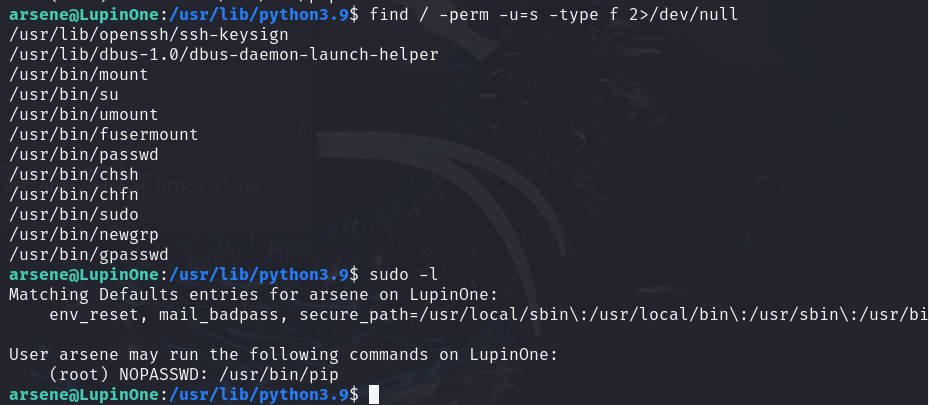 arsene@LupinOne:/usr/lib/python3.9$ find / -perm -u=s -type f 2>/dev/null
/usr/lib/openssh/ssh-keysign
/usr/lib/dbus-1.0/dbus-daemon-launch-helper
/usr/bin/mount
/usr/bin/su
/usr/bin/umount
/usr/bin/fusermount
/usr/bin/passwd
/usr/bin/chsh
/usr/bin/chfn
/usr/bin/sudo
/usr/bin/newgrp
/usr/bin/gpasswd
arsene@LupinOne:/usr/lib/python3.9$ sudo -l
Matching Defaults entries for arsene on LupinOne:
    env_reset, mail_badpass, secure_path=/usr/local/sbin\:/usr/local/bin\:/usr/sbin\:/usr/bi

User arsene may run the following commands on LupinOne:
    (root) NOPASSWD: /usr/bin/pip
arsene@LupinOne:/usr/lib/python3.9$